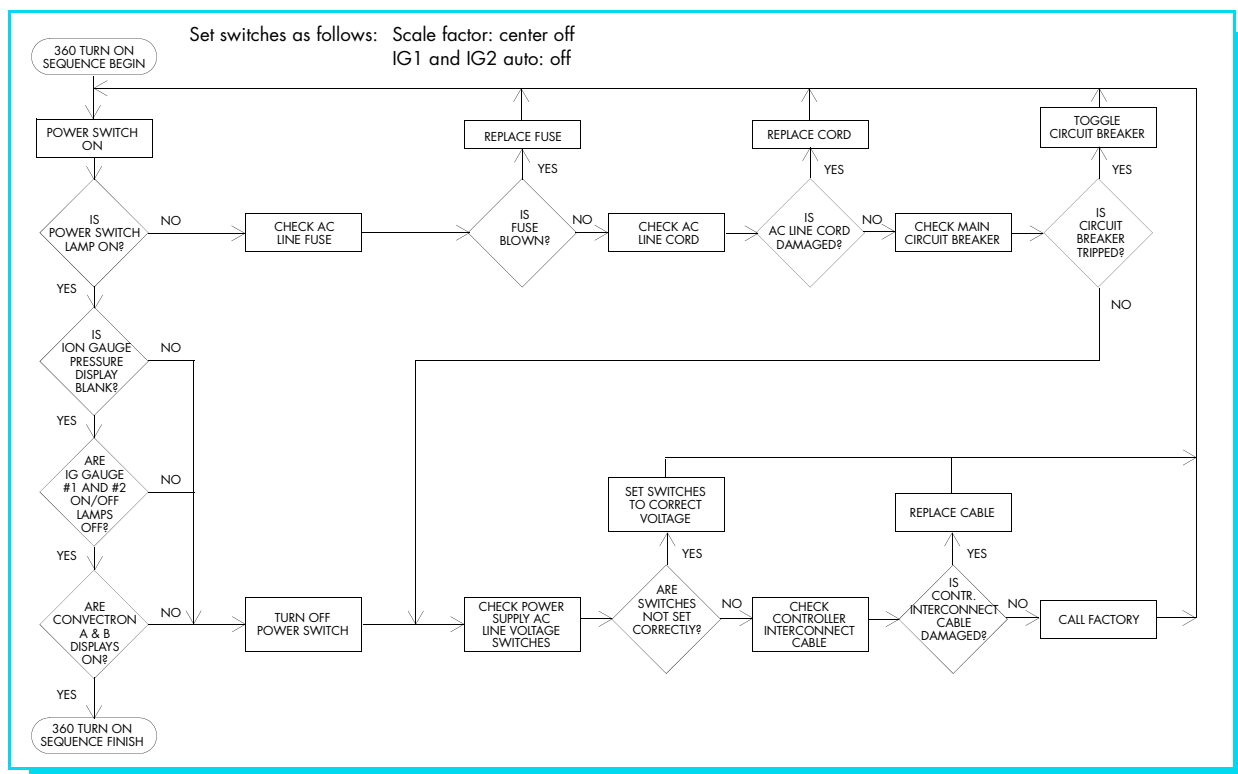 Set switches as follows: Scale factor: center off
IG1 and IG2 auto: off
360 TURN ON
SEQUENCE BEGIN
POWER SWITCH
ON
REPLACE FUSE
REPLACE CORD
TOGGLE
CIRCUIT BREAKER
YES
YES
YES
IS
POWER SWITCH
LAMP ON?
NO
CHECK AC
LINE FUSE
IS
FUSE
BLOWN?
NO
CHECK AC
LINE CORD
IS
AC LINE CORD
DAMAGED?
NO
CHECK MAIN
CIRCUIT BREAKER
IS
CIRCUIT
BREAKER
TRIPPED?
YES
NO
IS
ION GAUGE
PRESSURE
DISPLAY
BLANK?
NO
YES
ARE
IG GAUGE
#1 AND #2
ON/OFF
LAMPS
OFF?
NO
SET SWITCHES
TO CORRECT
VOLTAGE
REPLACE CABLE
YES
YES
YES
ARE
CONVECTRON
A & B
DISPLAYS
ON?
NO
TURN OFF
POWER SWITCH
CHECK POWER
SUPPLY AC
LINE VOLTAGE
SWITCHES
ARE
SWITCHES
NOT SET
CORRECTLY?
NO
CHECK
CONTROLLER
INTERCONNECT
CABLE
IS
CONTR.
INTERCONNECT
CABLE
DAMAGED?
NO
CALL FACTORY
YES
360 TURN ON
SEQUENCE FINISH